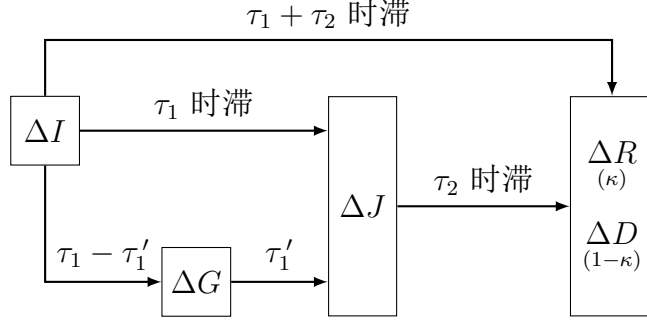 τ₁ + τ₂ 时滞
ΔI
τ₁ 时滞
ΔJ
τ₂ 时滞
ΔR
(κ)
ΔD
(1−κ)
τ₁ − τ₁′
ΔG
τ₁′